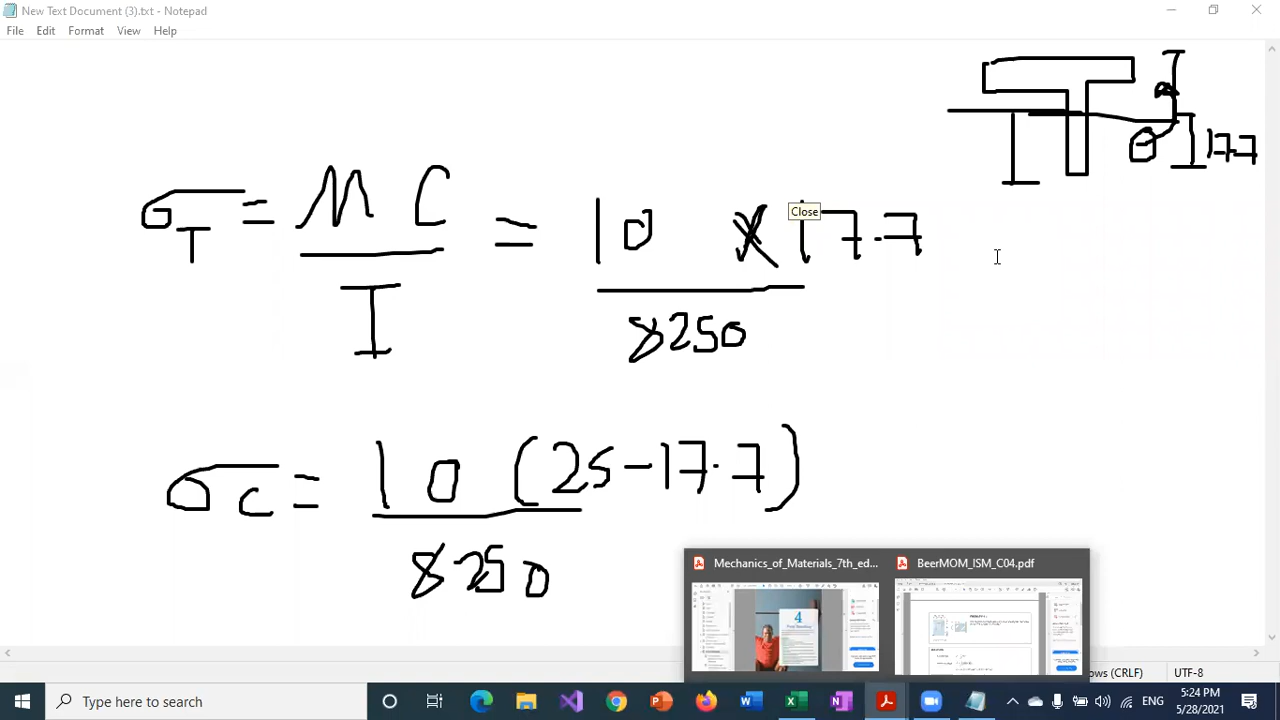 New Text Document (3).txt - Notepad
File Edit Format View Help
17.7
σT = MC / I = 10 × 17.7 / 8250
Close
σc = 10 (25-17.7) / 8250
Mechanics_of_Materials_7th_ed...
BeerMOM_ISM_C04.pdf
4
ows (CRLF)
UTF-8
Type here to search
ENG
5:24 PM
5/28/2021